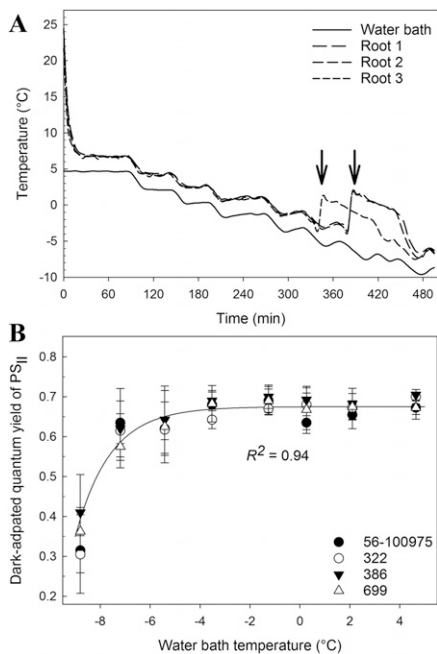 A
25
20
15
10
5
0
-5
-10
Temperature (°C)
Water bath
Root 1
Root 2
Root 3
0 60 120 180 240 300 360 420 480
Time (min)
B
0.8
0.7
0.6
0.5
0.4
0.3
0.2
Dark-adpated quantum yield of PSII
R² = 0.94
56-100975
322
386
699
-8 -6 -4 -2 0 2 4
Water bath temperature (°C)